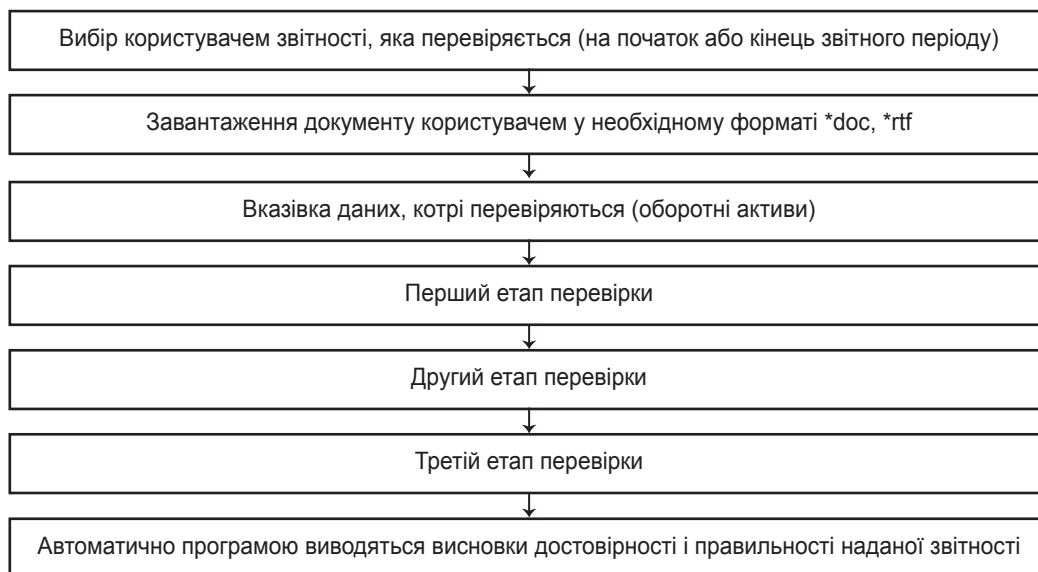 Вибір користувачем звітності, яка перевіряється (на початок або кінець звітного періоду)
Завантаження документу користувачем у необхідному форматі *doc, *rtf
Вказівка даних, котрі перевіряються (оборотні активи)
Перший етап перевірки
Другий етап перевірки
Третій етап перевірки
Автоматично програмою виводяться висновки достовірності і правильності наданої звітності